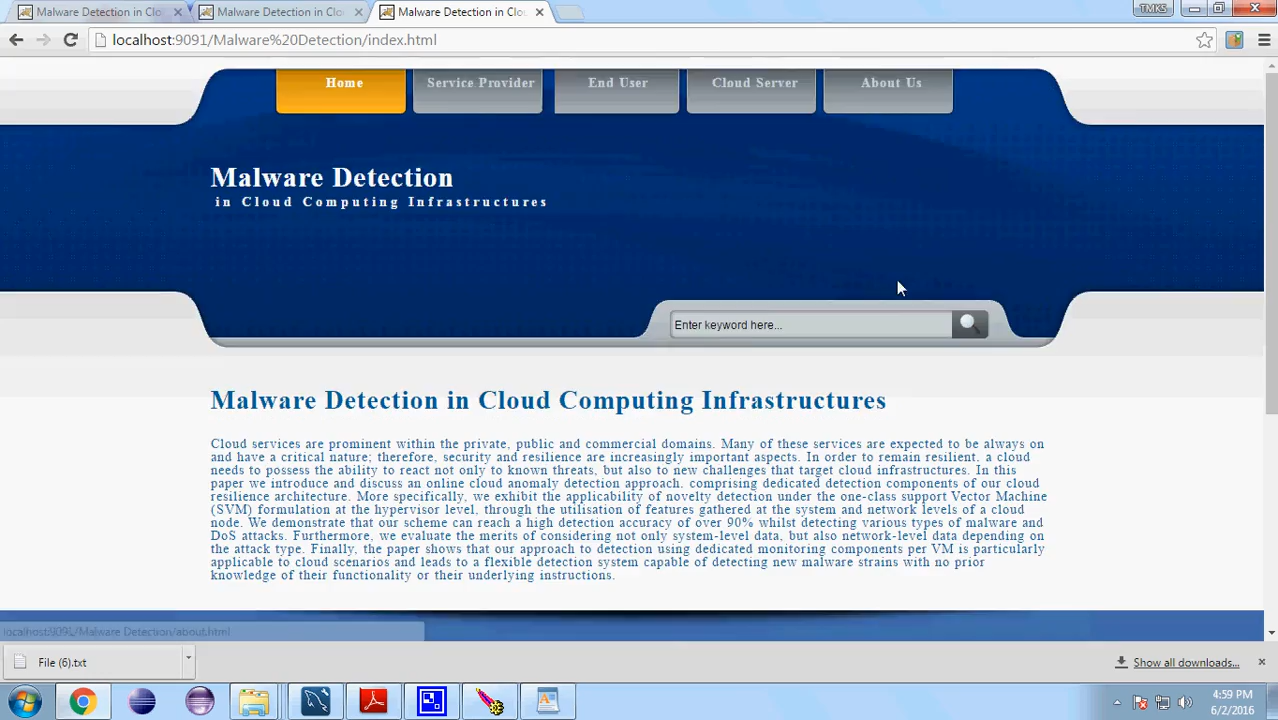 Malware Detection in Clo
Malware Detection in Clo
Malware Detection in Clou
TMKS
localhost:9091/Malware%20Detection/index.html
Home
Service Provider
End User
Cloud Server
About Us
Malware Detection
in Cloud Computing Infrastructures
Enter keyword here...
Malware Detection in Cloud Computing Infrastructures
Cloud services are prominent within the private, public and commercial domains. Many of these services are expected to be always on
and have a critical nature; therefore, security and resilience are increasingly important aspects. In order to remain resilient, a cloud
needs to possess the ability to react not only to known threats, but also to new challenges that target cloud infrastructures. In this
paper we introduce and discuss an online cloud anomaly detection approach, comprising dedicated detection components of our cloud
resilience architecture. More specifically, we exhibit the applicability of novelty detection under the one-class support Vector Machine
(SVM) formulation at the hypervisor level, through the utilisation of features gathered at the system and network levels of a cloud
node. We demonstrate that our scheme can reach a high detection accuracy of over 90% whilst detecting various types of malware and
DoS attacks. Furthermore, we evaluate the merits of considering not only system-level data, but also network-level data depending on
the attack type. Finally, the paper shows that our approach to detection using dedicated monitoring components per VM is particularly
applicable to cloud scenarios and leads to a flexible detection system capable of detecting new malware strains with no prior
knowledge of their functionality or their underlying instructions.
localhost:9091/Malware Detection/about.html
File (6).txt
Show all downloads...
4:59 PM
6/2/2016